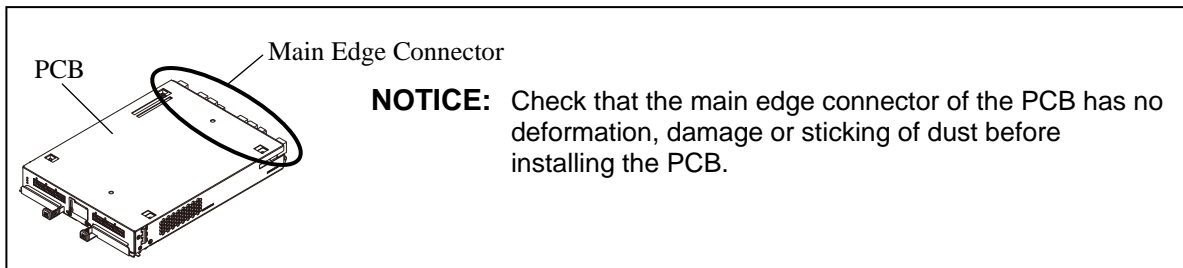 Main Edge Connector
PCB
NOTICE: Check that the main edge connector of the PCB has no
deformation, damage or sticking of dust before
installing the PCB.